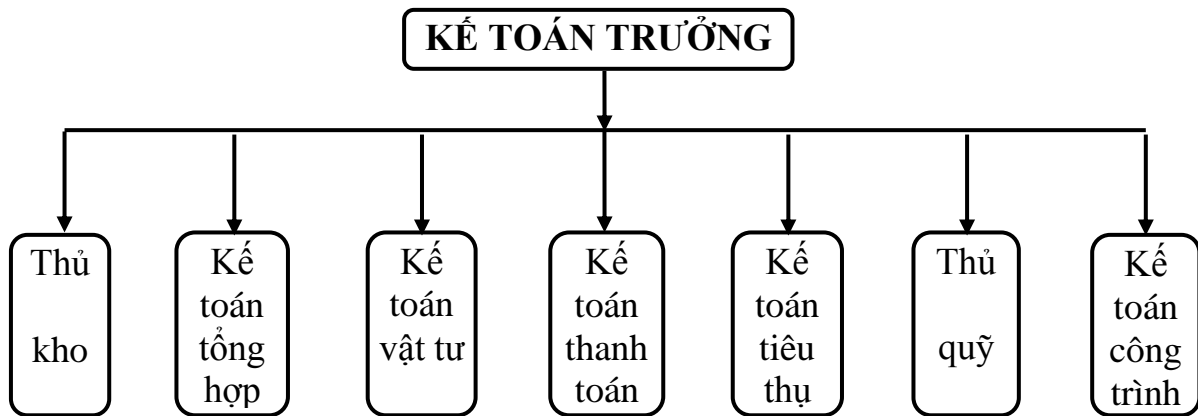 KẾ TOÁN TRƯỞNG
Thủ
kho
Kế
toán
tổng
hợp
Kế
toán
vật tư
Kế
toán
thanh
toán
Kế
toán
tiêu
thụ
Thủ
quỹ
Kế
toán
công
trình